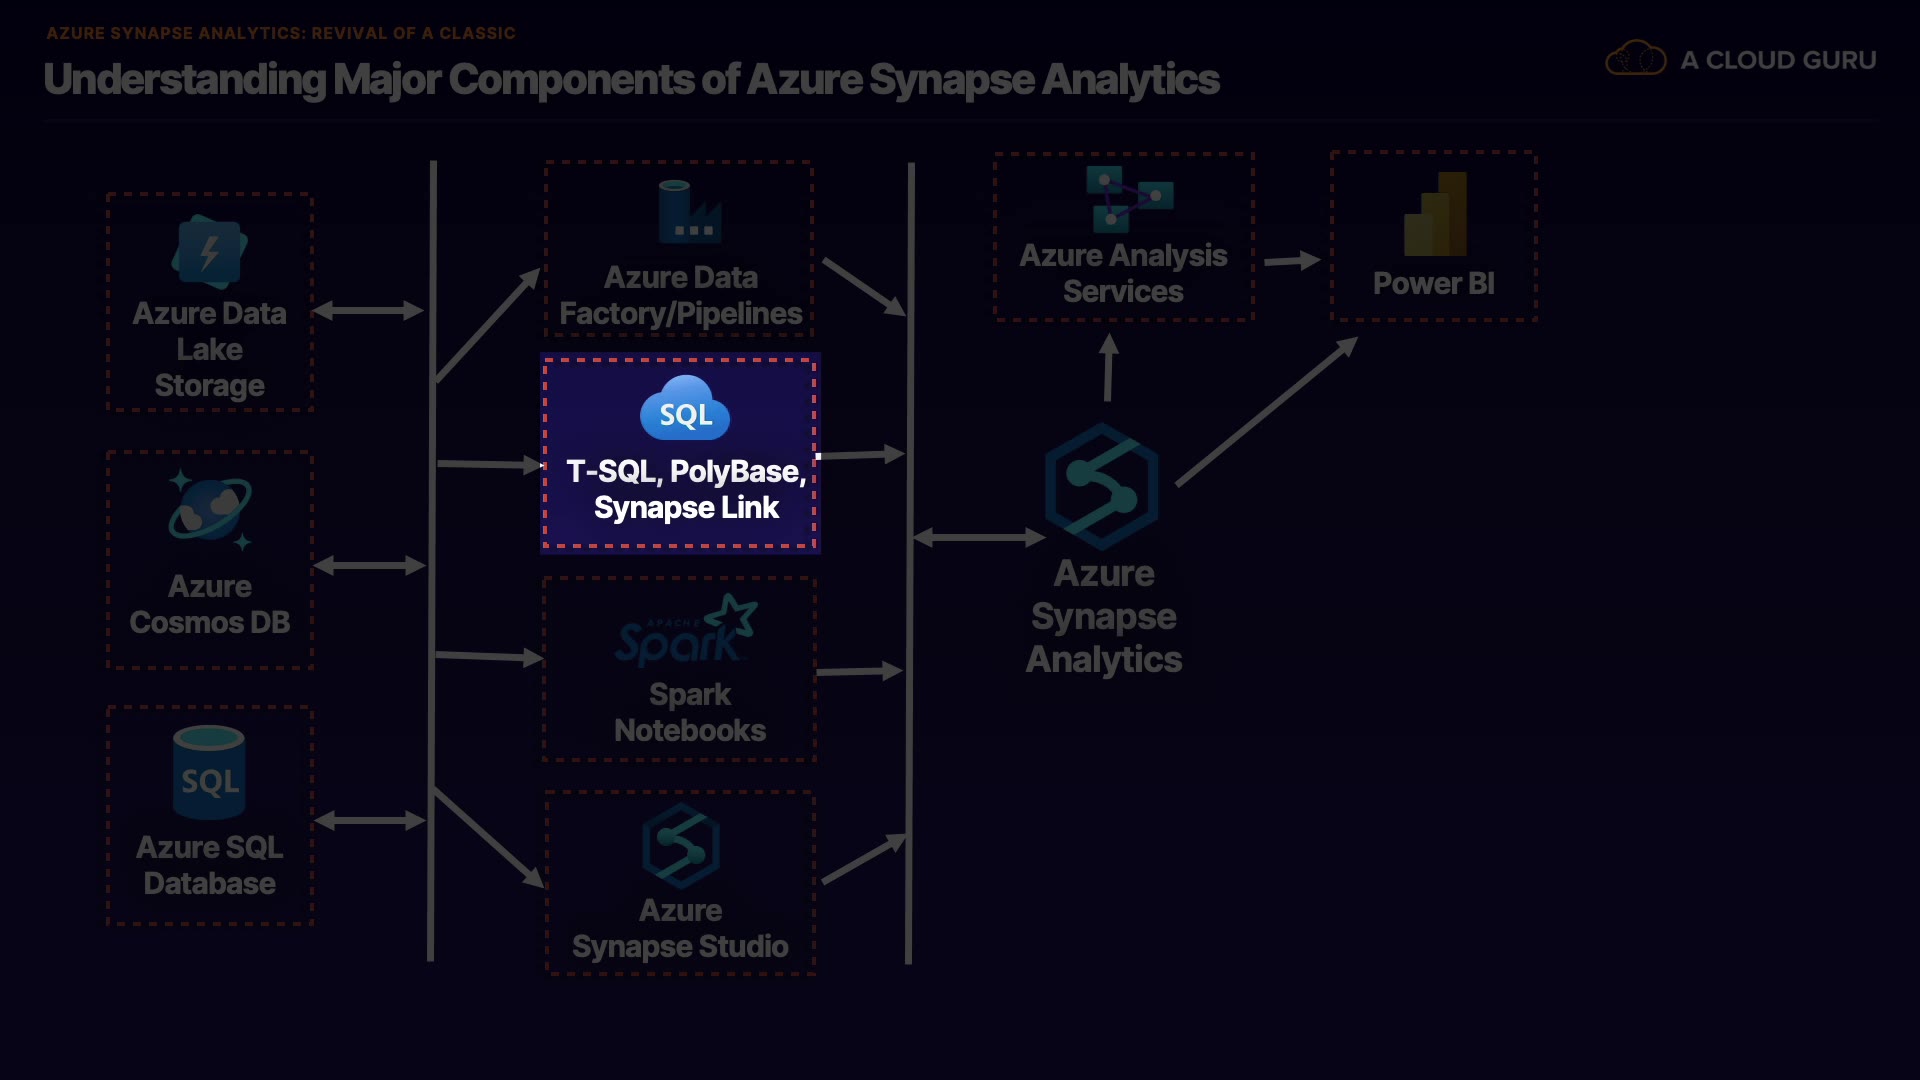 AZURE SYNAPSE ANALYTICS: REVIVAL OF A CLASSIC
Understanding Major Components of Azure Synapse Analytics
A CLOUD GURU
Azure Data
Lake
Storage
Azure
Cosmos DB
SQL
Azure SQL
Database
Azure Data
Factory/Pipelines
SQL
T-SQL, PolyBase,
Synapse Link
APACHE
Spark
Spark
Notebooks
Azure
Synapse Studio
Azure Analysis
Services
Power BI
Azure
Synapse
Analytics